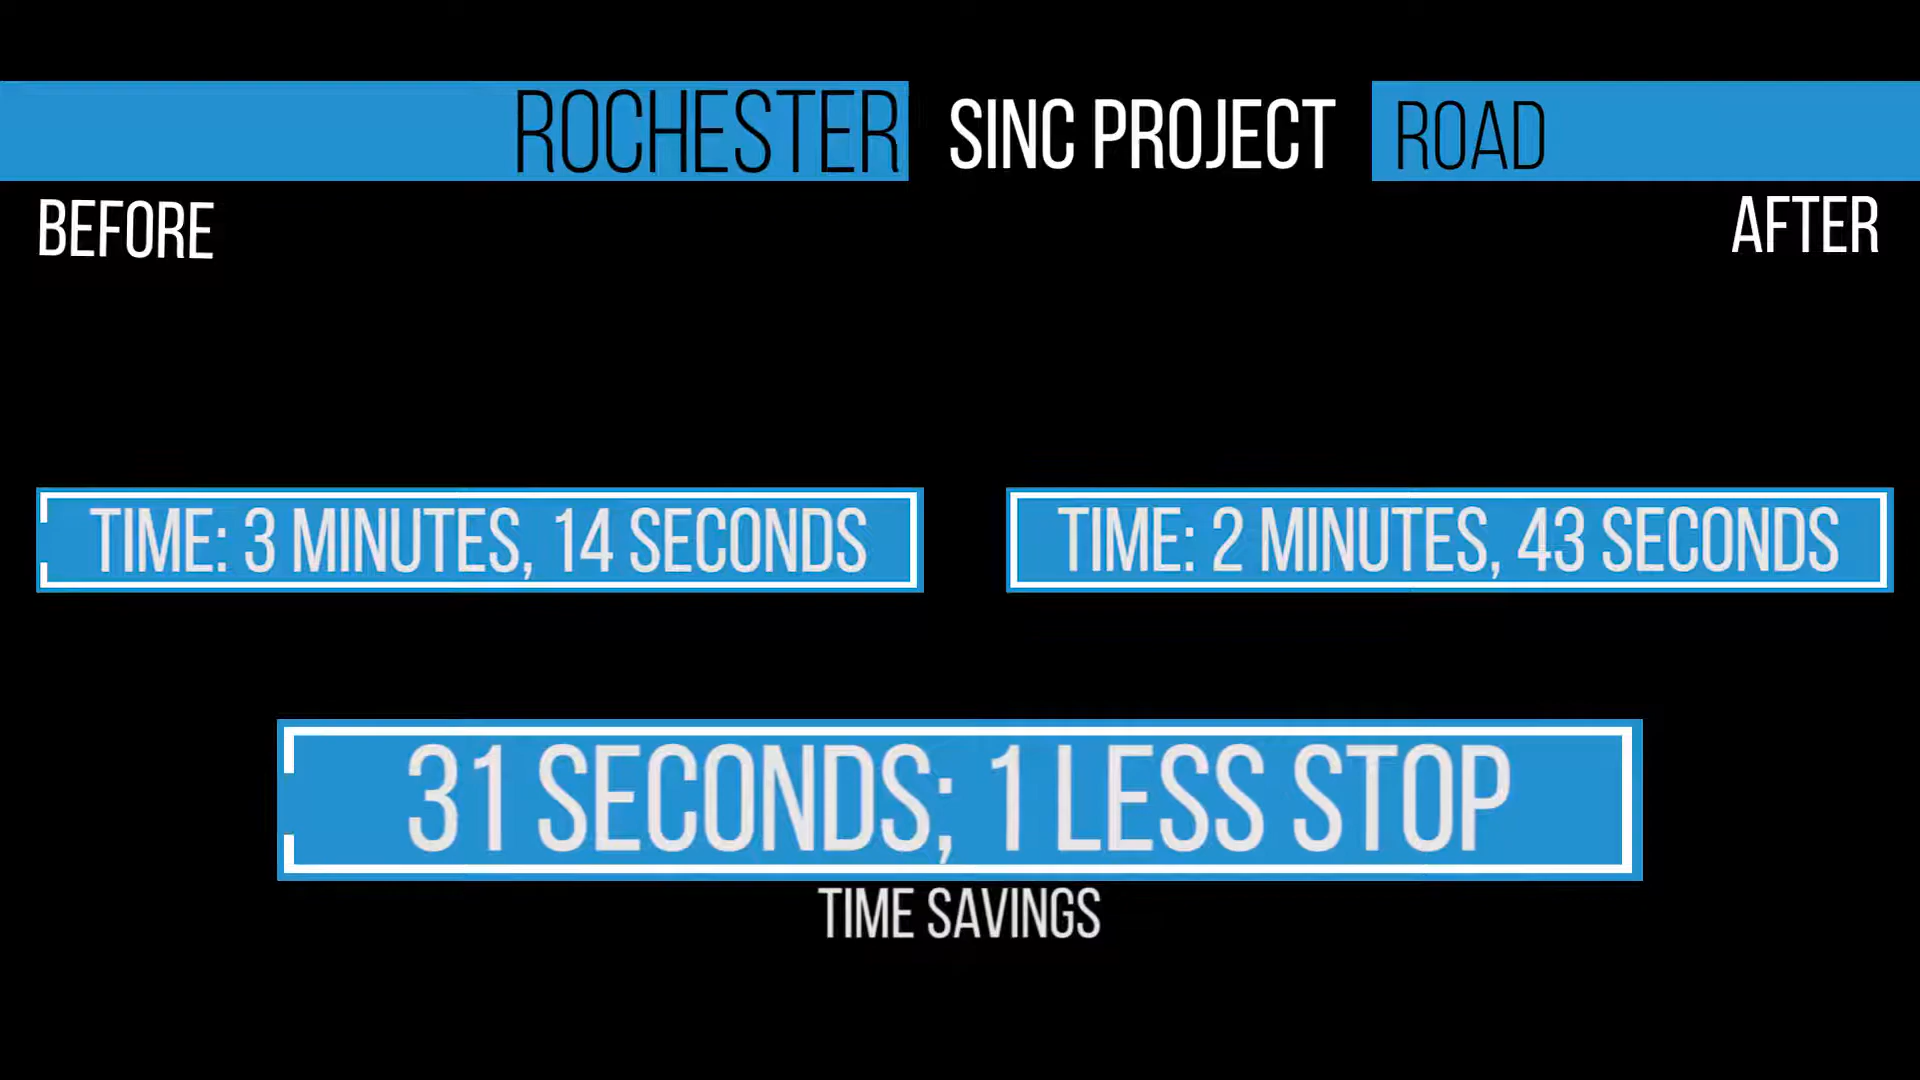 ROCHESTER SINC PROJECT ROAD
BEFORE AFTER
TIME: 3 MINUTES, 14 SECONDS
TIME: 2 MINUTES, 43 SECONDS
31 SECONDS; 1 LESS STOP
TIME SAVINGS